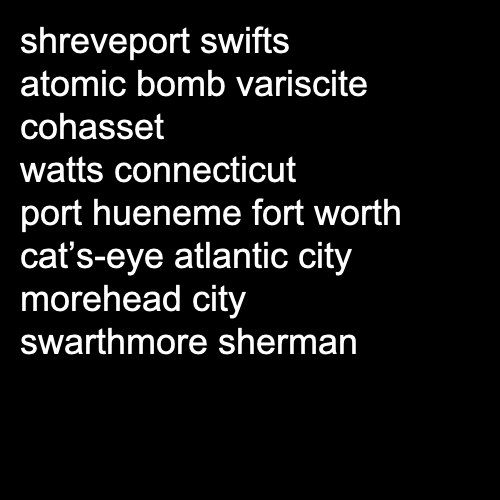 shreveport swifts
atomic bomb variscite
cohasset
watts connecticut
port hueneme fort worth
cat’s-eye atlantic city
morehead city
swarthmore sherman